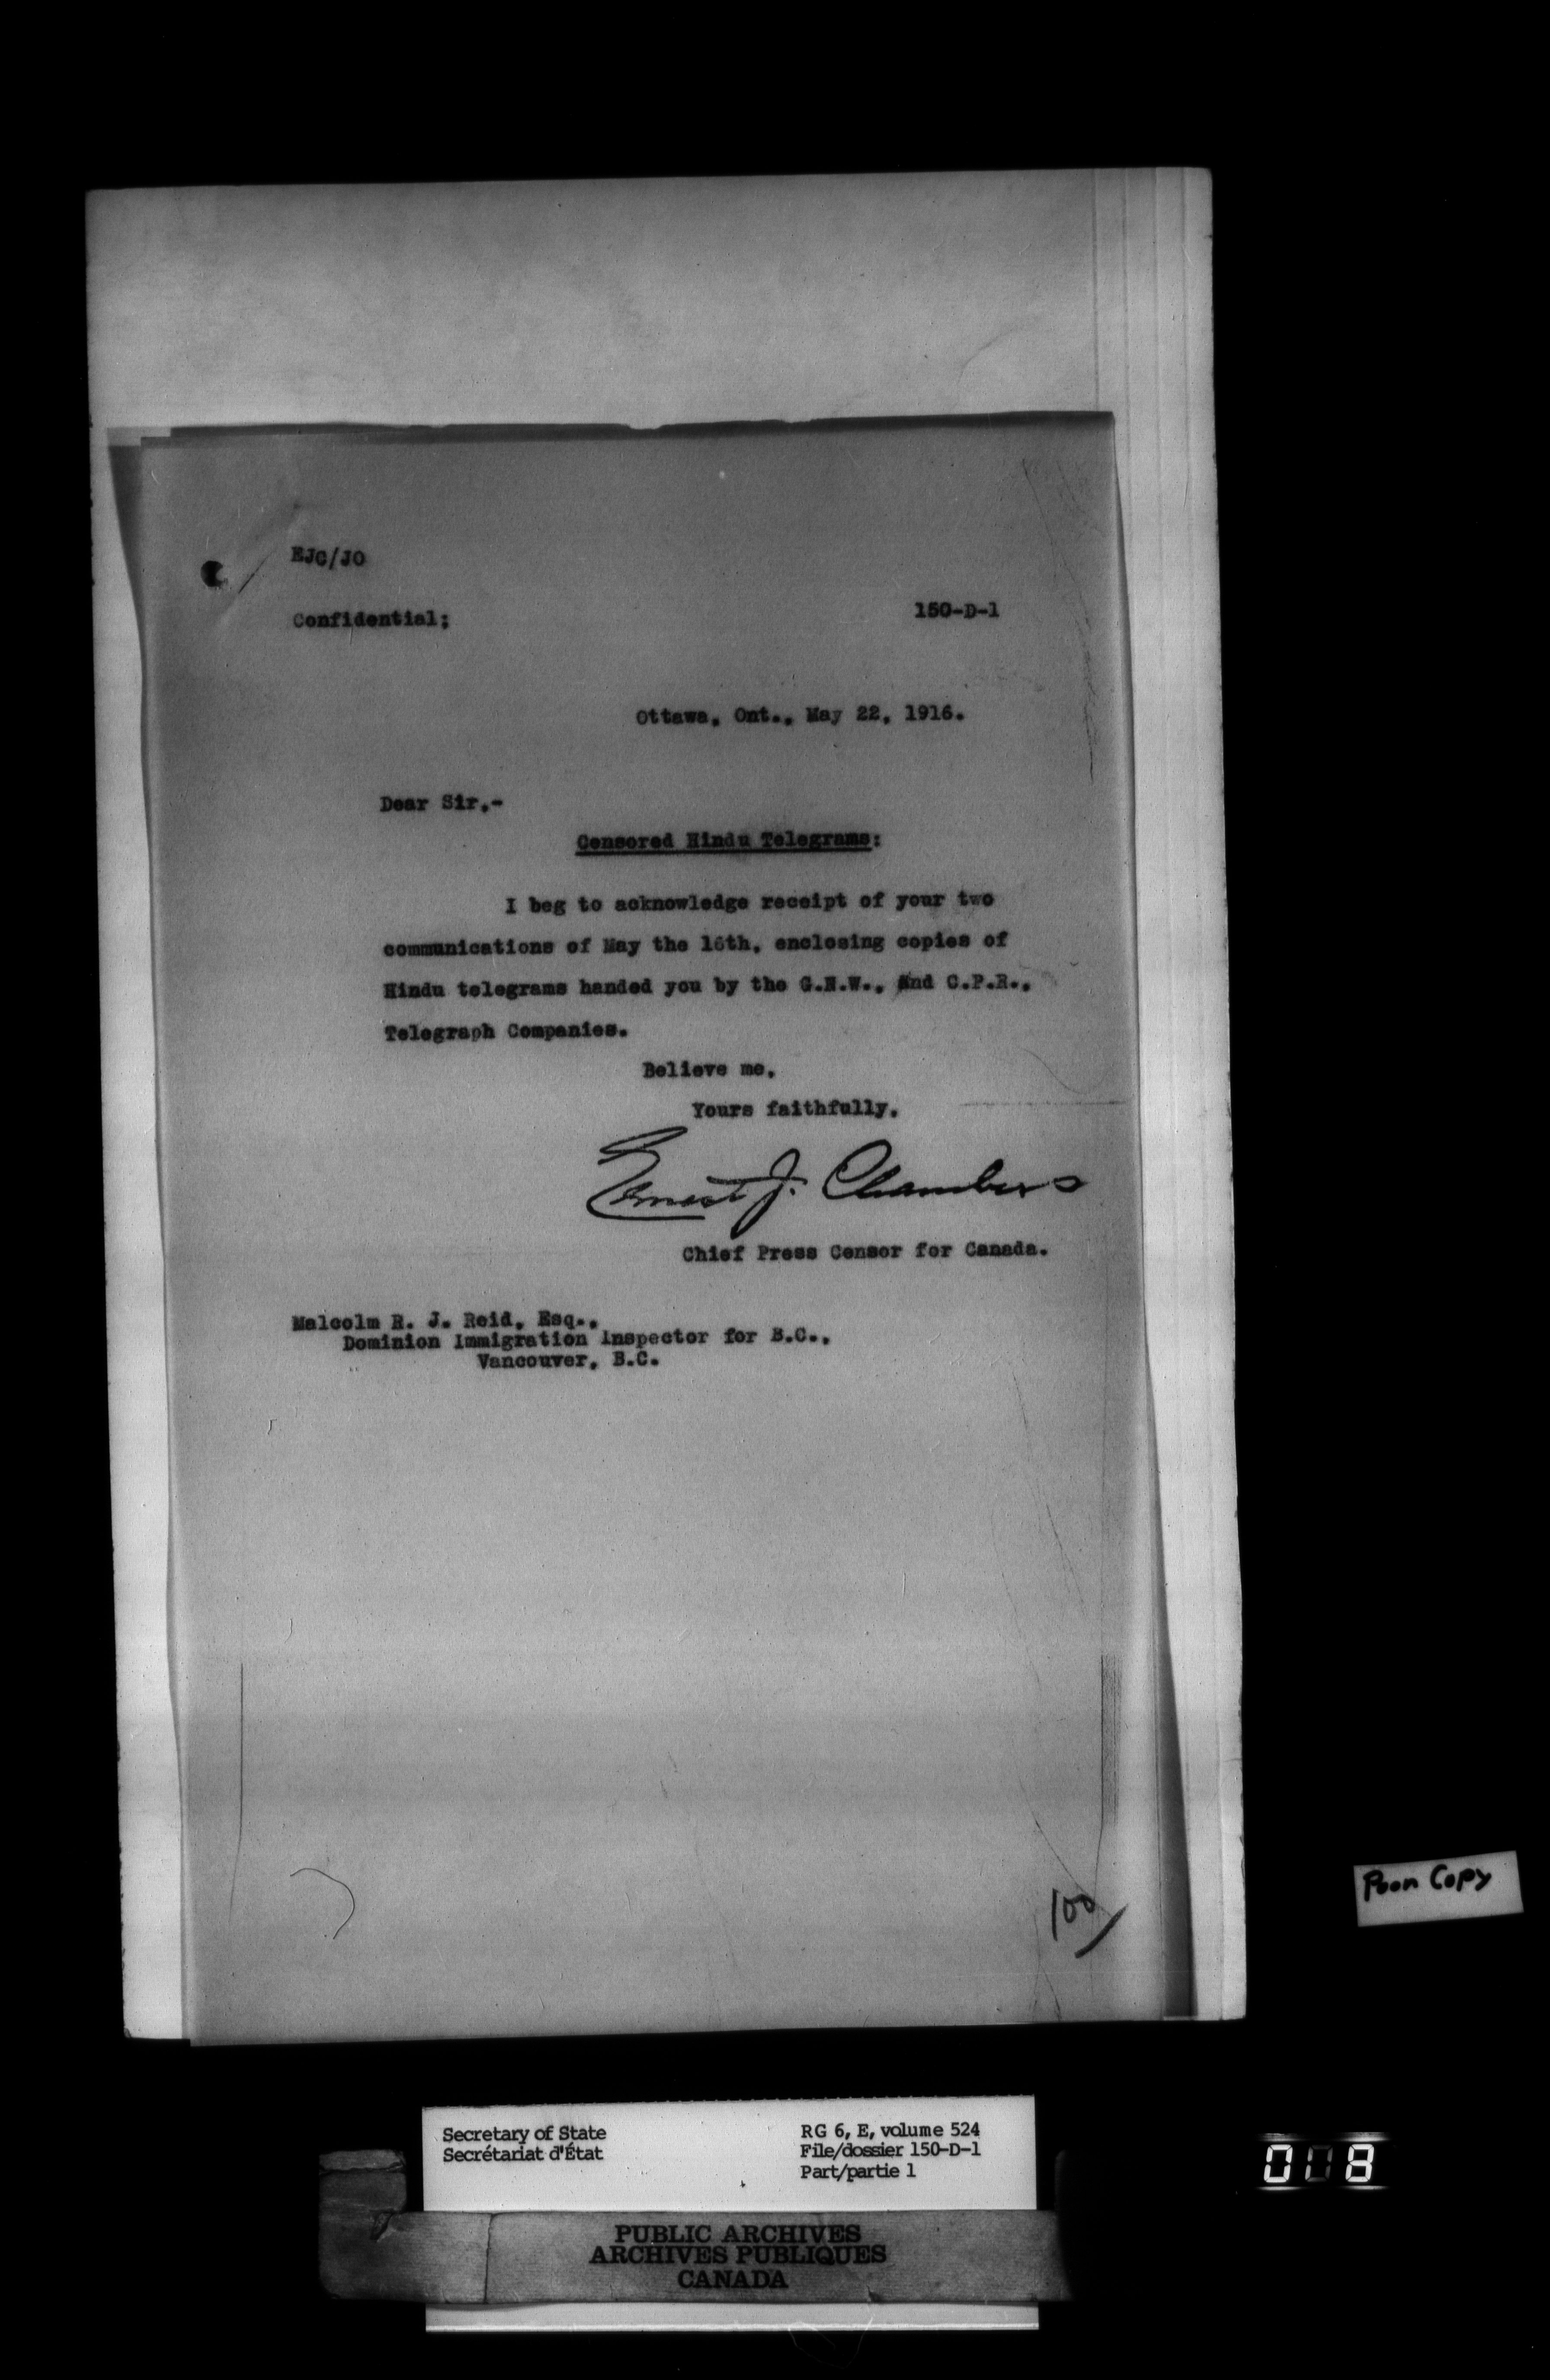 EJC/JO
Confidential;
150-D-1
Ottawa, Ont., May 22, 1916.
Dear Sir,-
Censored Hindu Telegrams:
I beg to acknowledge receipt of your two
communications of May the 16th, enclosing copies of
Hindu telegrams handed you by the G.N.W., And C.P.R.,
Telegraph Companies.
Believe me,
Yours faithfully,
Ernest J. Chambers
Chief Press Censor for Canada.
Malcolm R. J. Reid, Esq.,
Dominion Immigration Inspector for B.C.,
Vancouver, B.C.
Poor Copy
Secretary of State
Secrétariat d'État
RG 6, E, volume 524
File/dossier 150-D-1
Part/partie 1
PUBLIC ARCHIVES
ARCHIVES PUBLIQUES
CANADA